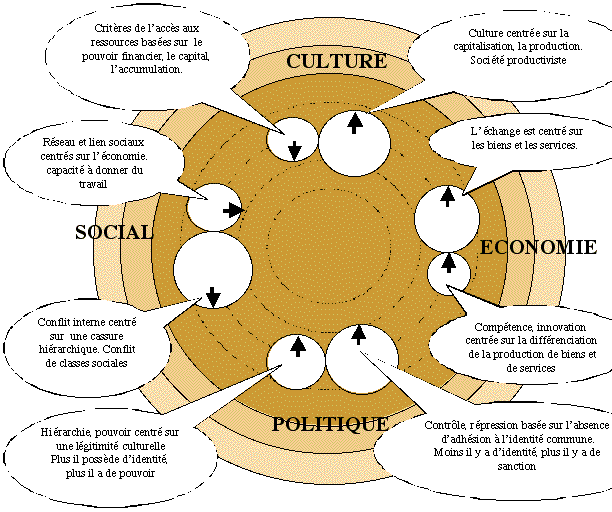 Critères de l'accès aux
ressources basées sur le
pouvoir financier, le capital,
l'accumulation.
Culture centrée sur la
capitalisation, la production.
Société productiviste
CULTURE
Réseau et lien sociaux
centrés sur l'économie.
capacité à donner du
travail
L'échange est centré sur
les biens et les services.
SOCIAL
ECONOMIE
Conflit interne centré
sur une cassure
hiérarchique. Conflit
de classes sociales
Compétence, innovation
centrée sur la différenciation
de la production de biens et
de services
POLITIQUE
Hiérarchie, pouvoir centré sur
une légitimité culturelle
Plus il possède d'identité,
plus il a de pouvoir
Contrôle, répression basée sur l'absence
d'adhésion à l'identité commune.
Moins il y a d'identité, plus il y a de
sanction